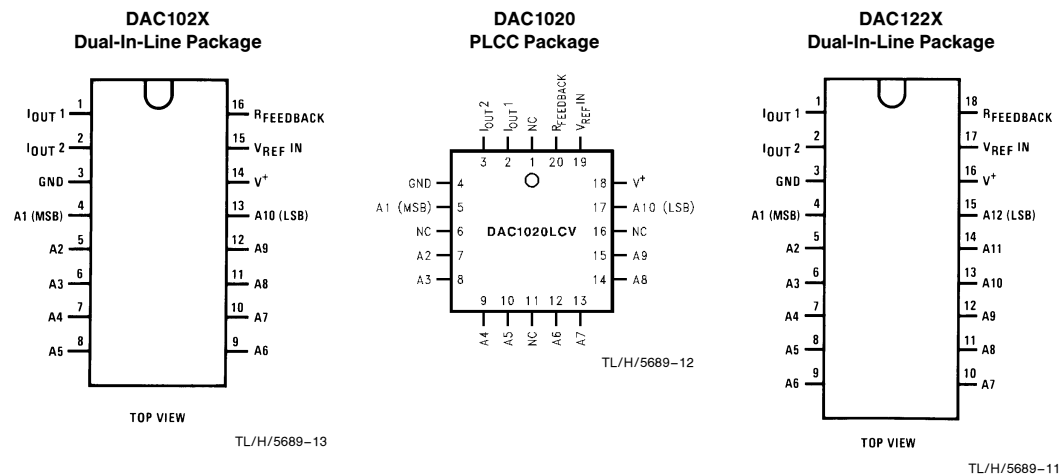 DAC102X
Dual-In-Line Package
1
IOUT 1
2
IOUT 2
3
GND
4
A1 (MSB)
5
A2
6
A3
7
A4
8
A5
16
RFEEDBACK
15
VREF IN
14
V+
13
A10 (LSB)
12
A9
11
A8
10
A7
9
A6
TOP VIEW
TL/H/5689–13
DAC1020
PLCC Package
IOUT2
IOUT1
NC
RFEEDBACK
VREFIN
3 2 1 20 19
GND 4
A1 (MSB) 5
NC 6
A2 7
A3 8
DAC1020LCV
18 V+
17 A10 (LSB)
16 NC
15 A9
14 A8
9 10 11 12 13
A4
A5
NC
A6
A7
TL/H/5689–12
DAC122X
Dual-In-Line Package
1
IOUT 1
2
IOUT 2
3
GND
4
A1 (MSB)
5
A2
6
A3
7
A4
8
A5
9
A6
18
RFEEDBACK
17
VREF IN
16
V+
15
A12 (LSB)
14
A11
13
A10
12
A9
11
A8
10
A7
TOP VIEW
TL/H/5689–11